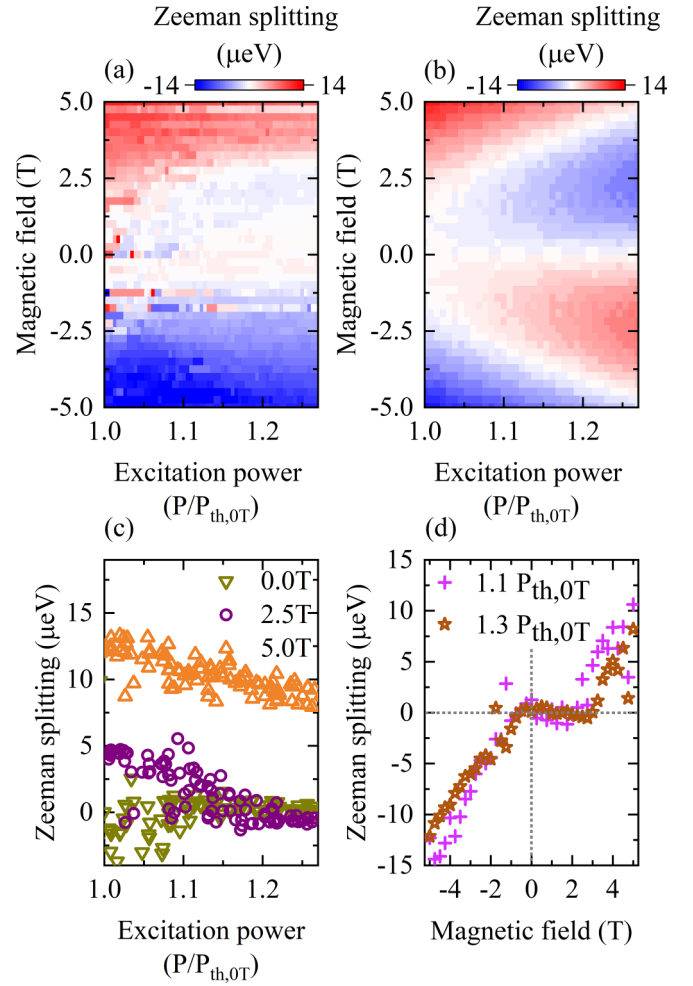 Zeeman splitting
(μeV)
Zeeman splitting
(μeV)
(a)
-14
14
(b)
-14
14
5.0
2.5
0.0
-2.5
-5.0
Magnetic field (T)
1.0
1.1
1.2
Excitation power
(P/Pth,0T)
5.0
2.5
0.0
-2.5
-5.0
Magnetic field (T)
1.0
1.1
1.2
Excitation power
(P/Pth,0T)
(c)
15
10
5
0
Zeeman splitting (μeV)
0.0T
2.5T
5.0T
1.0
1.1
1.2
Excitation power
(P/Pth,0T)
(d)
15
10
5
0
-5
-10
-15
Zeeman splitting (μeV)
1.1 Pth,0T
1.3 Pth,0T
-4
-2
0
2
4
Magnetic field (T)